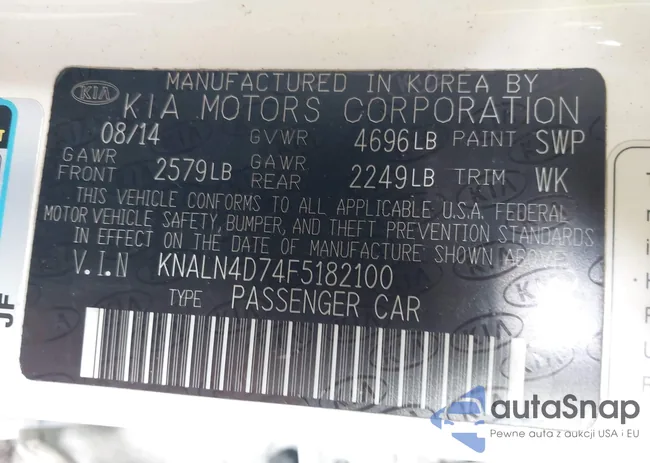 MANUFACTURED IN KOREA BY
KIA KIA MOTORS CORPORATION
08/14 GVWR 4696LB PAINT SWP
GAWR FRONT 2579LB GAWR REAR 2249LB TRIM WK
THIS VEHICLE CONFORMS TO ALL APPLICABLE U.S.A. FEDERAL
MOTOR VEHICLE SAFETY, BUMPER, AND THEFT PREVENTION STANDARDS
IN EFFECT ON THE DATE OF MANUFACTURE SHOWN ABOVE.
V.I.N KNALN4D74F5182100
TYPE PASSENGER CAR
autaSnap
Pewne auta z aukcji USA i EU